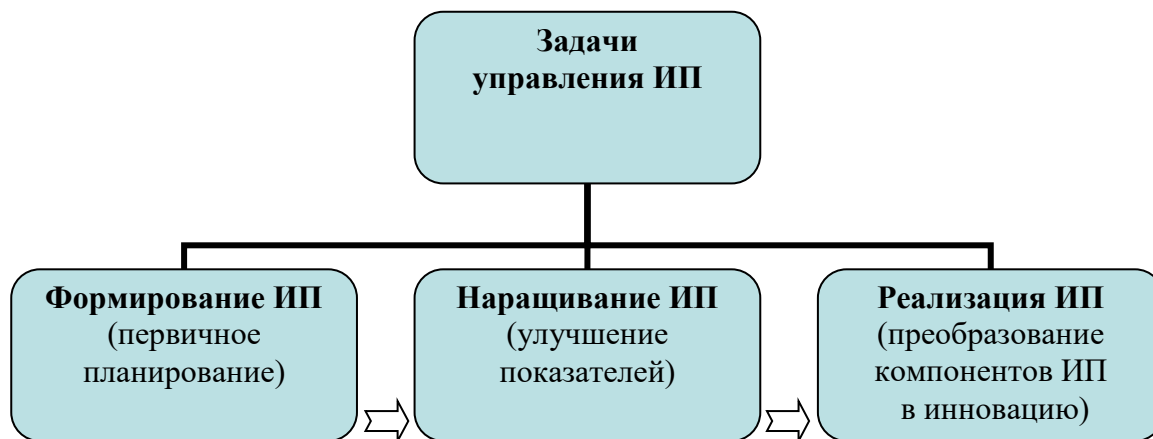 Задачи
управления ИП
Формирование ИП
(первичное
планирование)
Наращивание ИП
(улучшение
показателей)
Реализация ИП
(преобразование
компонентов ИП
в инновацию)